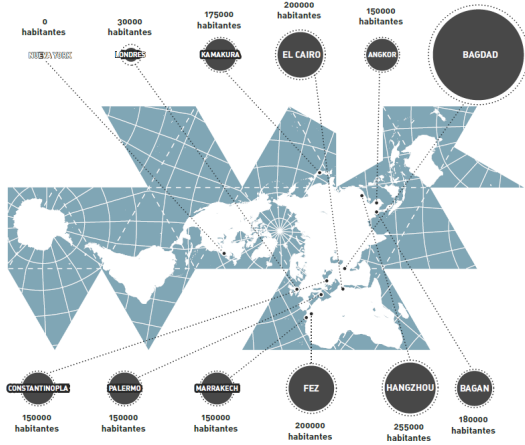 0
habitantes
30000
habitantes
175000
habitantes
200000
habitantes
150000
habitantes
NUEVA YORK
LONDRES
KAMAKURA
EL CAIRO
ANGKOR
BAGDAD
CONSTANTINOPLA
PALERMO
MARRAKECH
FEZ
HANGZHOU
BAGAN
150000
habitantes
150000
habitantes
150000
habitantes
200000
habitantes
255000
habitantes
180000
habitantes